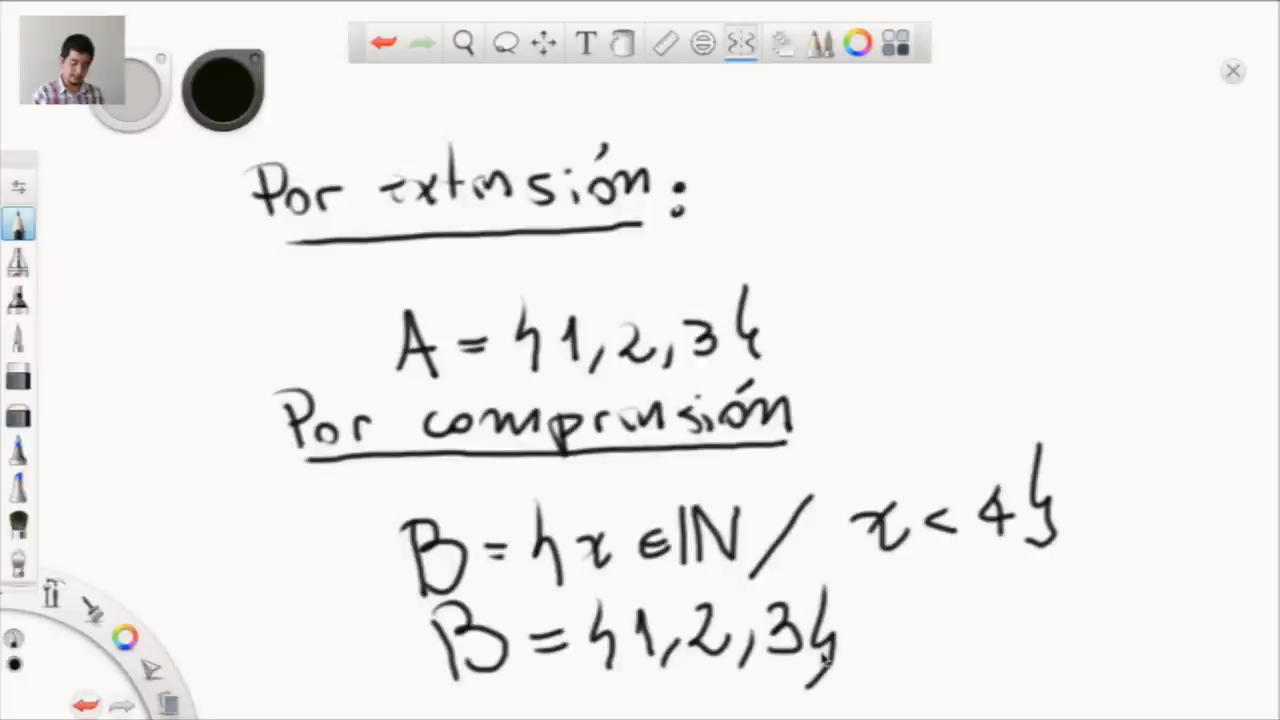 Por extensión:
A = {1, 2, 3}
Por comprensión
B = {x ∈ ℕ / x < 4}
B = {1, 2, 3}